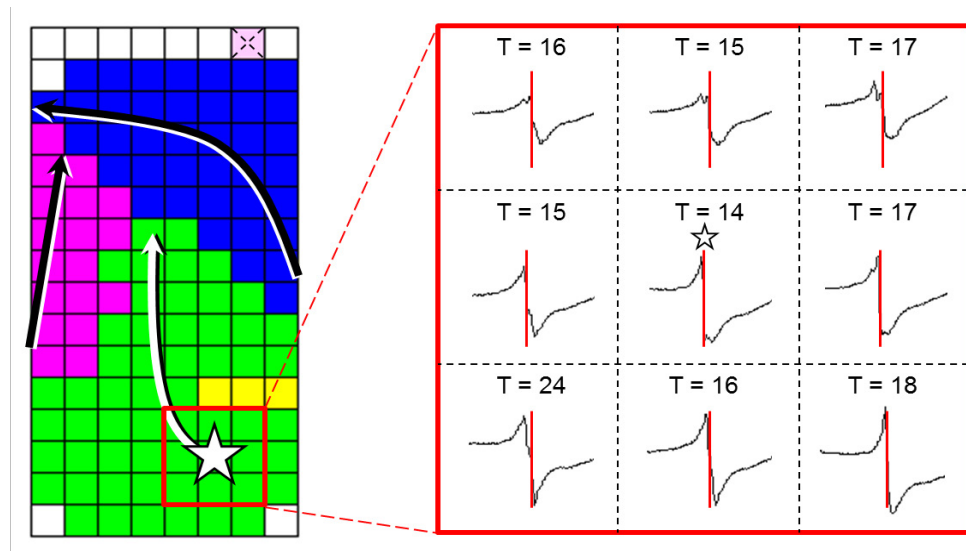 T = 16 T = 15 T = 17
T = 15 T = 14 T = 17
T = 24 T = 16 T = 18